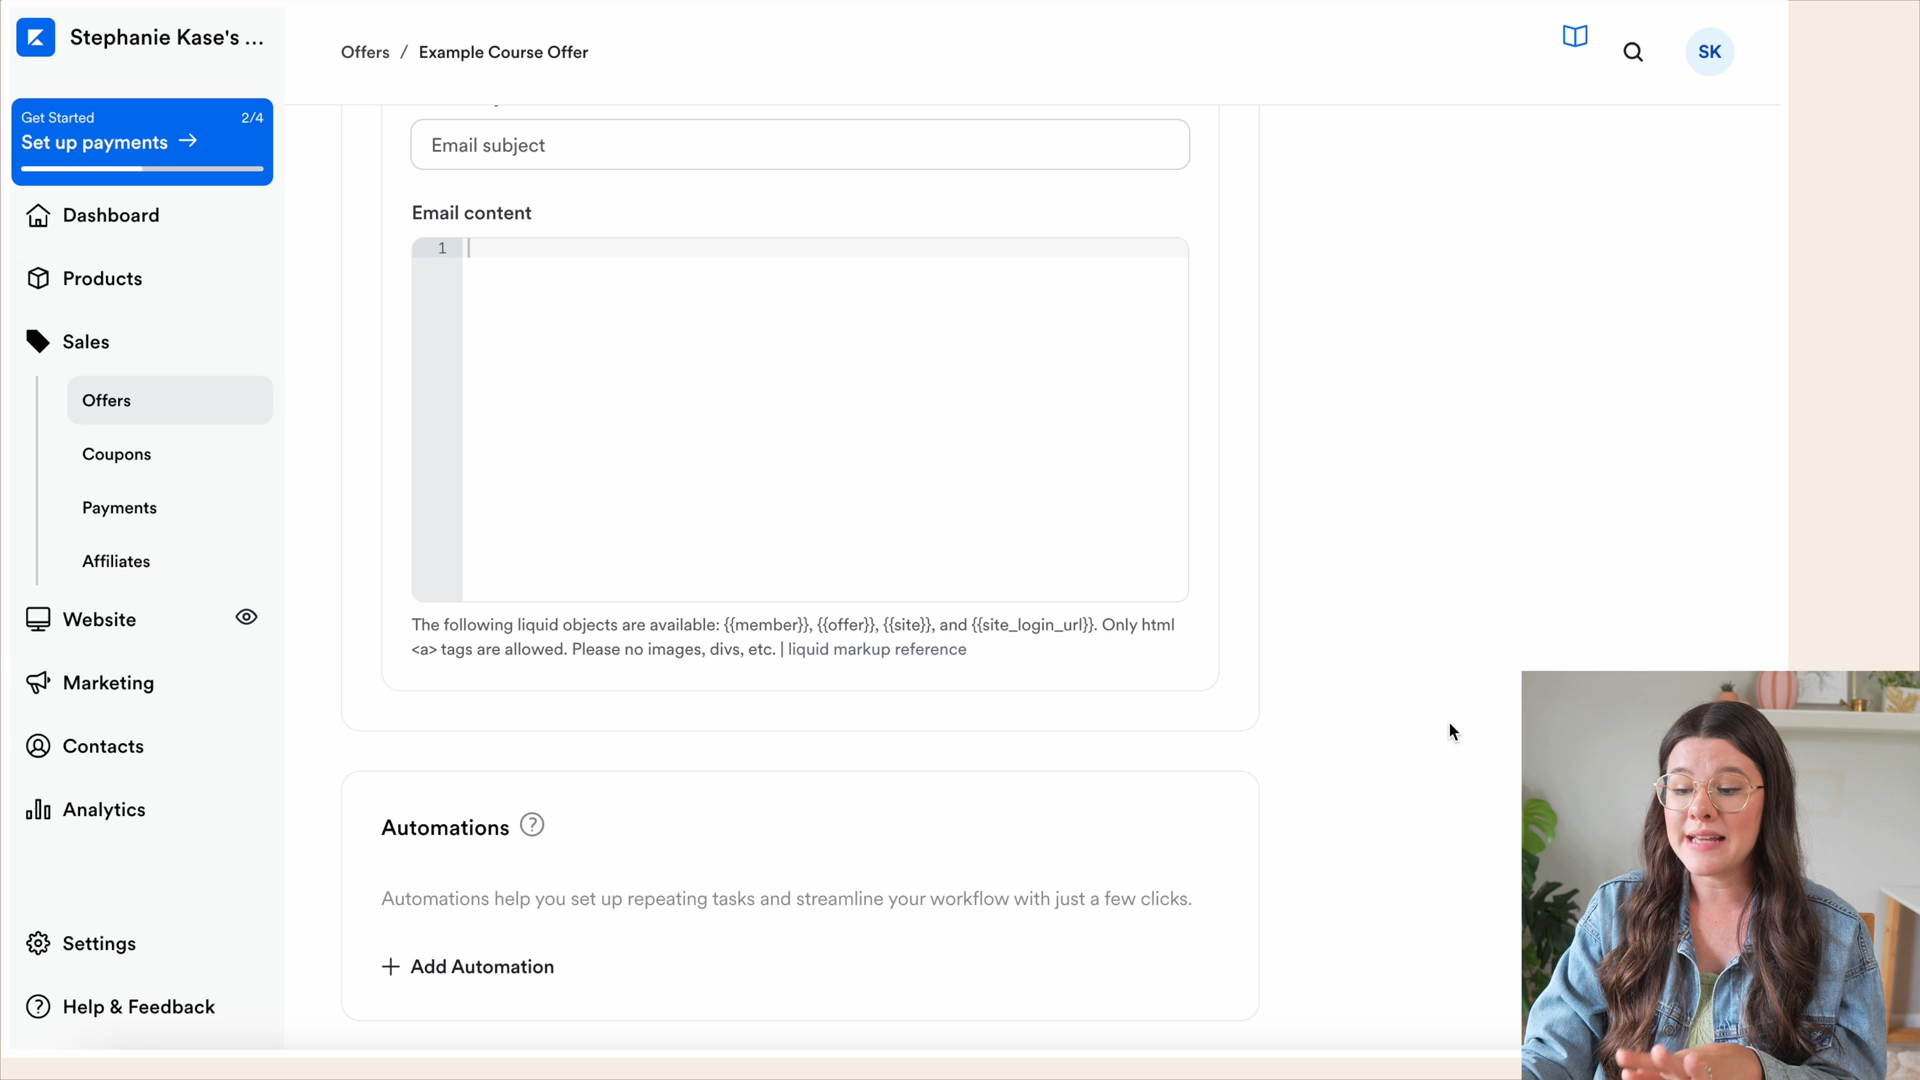 Stephanie Kase's ...
Offers / Example Course Offer
SK
Get Started 2/4
Set up payments
Dashboard
Products
Sales
Offers
Coupons
Payments
Affiliates
Website
Marketing
Contacts
Analytics
Settings
Help & Feedback
Email subject
Email content
1
The following liquid objects are available: {{member}}, {{offer}}, {{site}}, and {{site_login_url}}. Only html
<a> tags are allowed. Please no images, divs, etc. | liquid markup reference
Automations
Automations help you set up repeating tasks and streamline your workflow with just a few clicks.
Add Automation